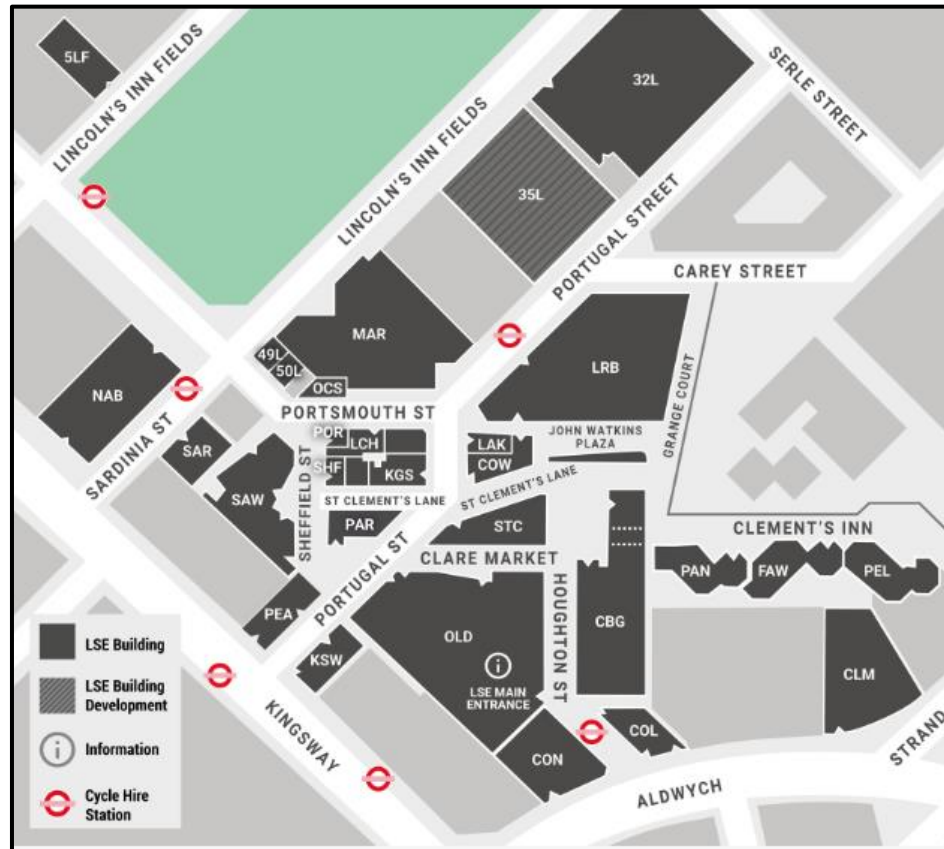 5LF
LINCOLN'S INN FIELDS
LINCOLN'S INN FIELDS
32L
SERLE STREET
35L
PORTUGAL STREET
CAREY STREET
MAR
49L
50L
OCS
LRB
NAB
SARDINIA ST
PORTSMOUTH ST
GRANGE COURT
POR
LCH
LAK
JOHN WATKINS
PLAZA
SAR
SHF
KGS
COW
SAW
SHEFFIELD ST
ST CLEMENT'S LANE
ST CLEMENT'S LANE
PAR
STC
CLEMENT'S INN
PORTUGAL ST
CLARE MARKET
PAN
FAW
PEL
PEA
HOUGHTON ST
CBG
OLD
KSW
LSE MAIN
ENTRANCE
CLM
KINGSWAY
CON
COL
STRAND
ALDWYCH
LSE Building
LSE Building
Development
i
Information
Cycle Hire
Station